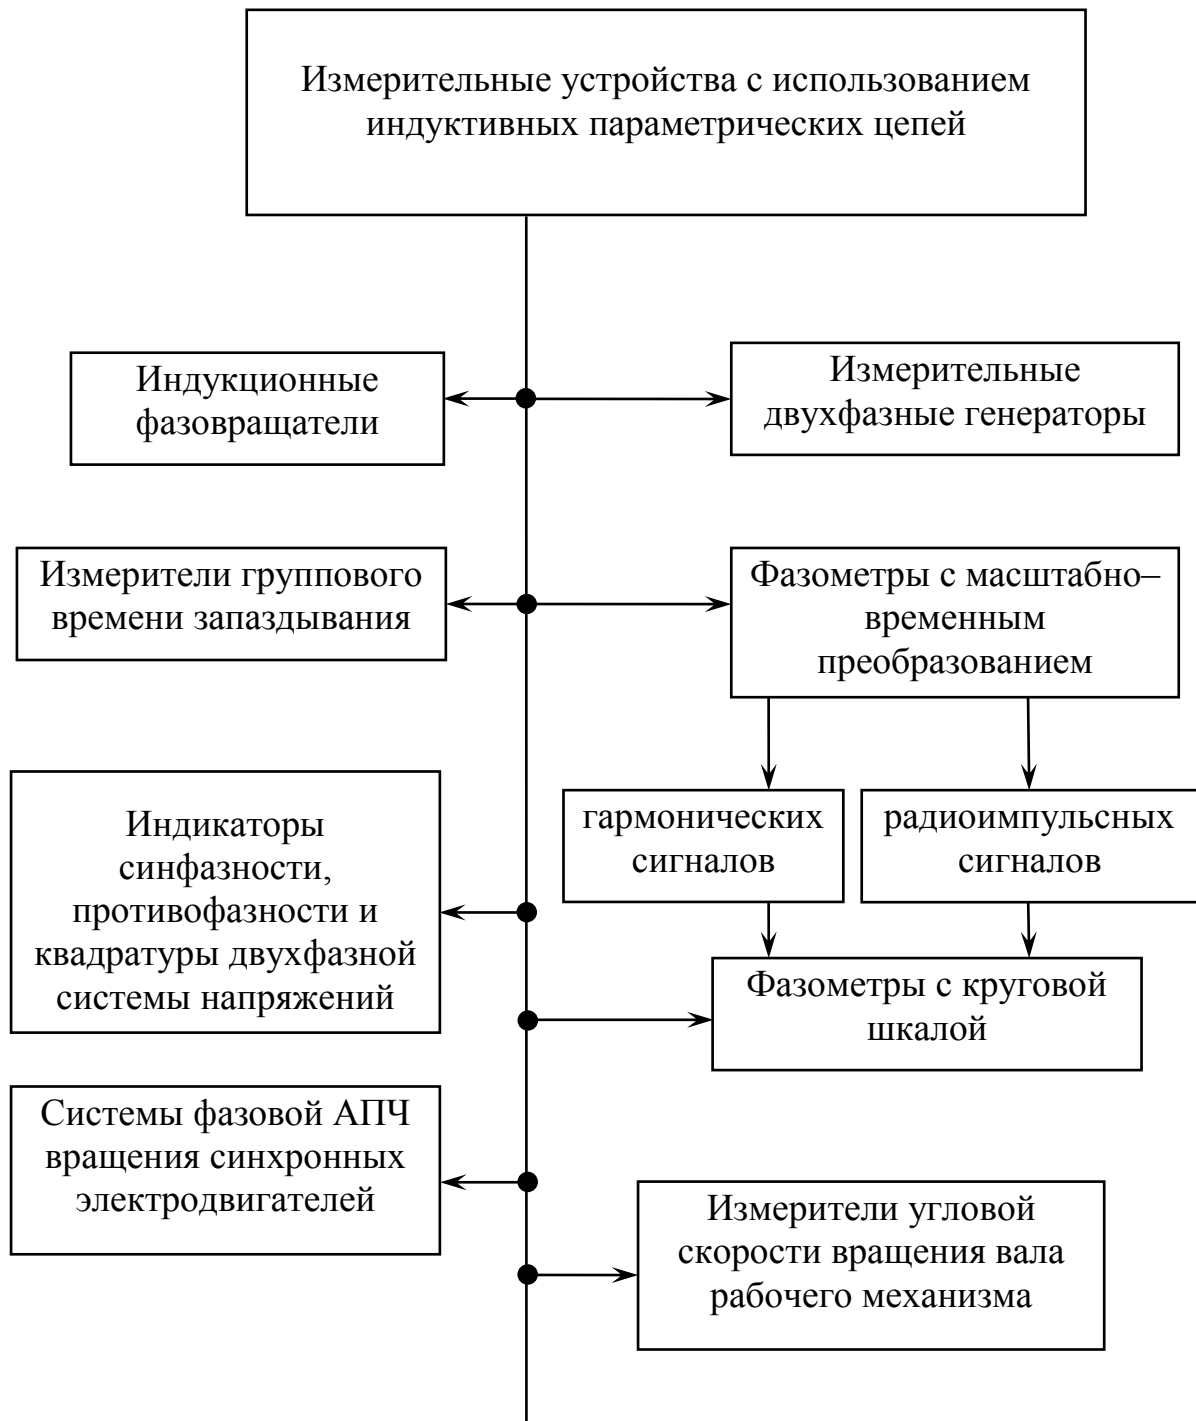 Измерительные устройства с использованием
индуктивных параметрических цепей
Индукционные
фазовращатели
Измерительные
двухфазные генераторы
Измерители группового
времени запаздывания
Фазометры с масштабно–
временным
преобразованием
гармонических
сигналов
радиоимпульсных
сигналов
Индикаторы
синфазности,
противофазности и
квадратуры двухфазной
системы напряжений
Фазометры с круговой
шкалой
Системы фазовой АПЧ
вращения синхронных
электродвигателей
Измерители угловой
скорости вращения вала
рабочего механизма